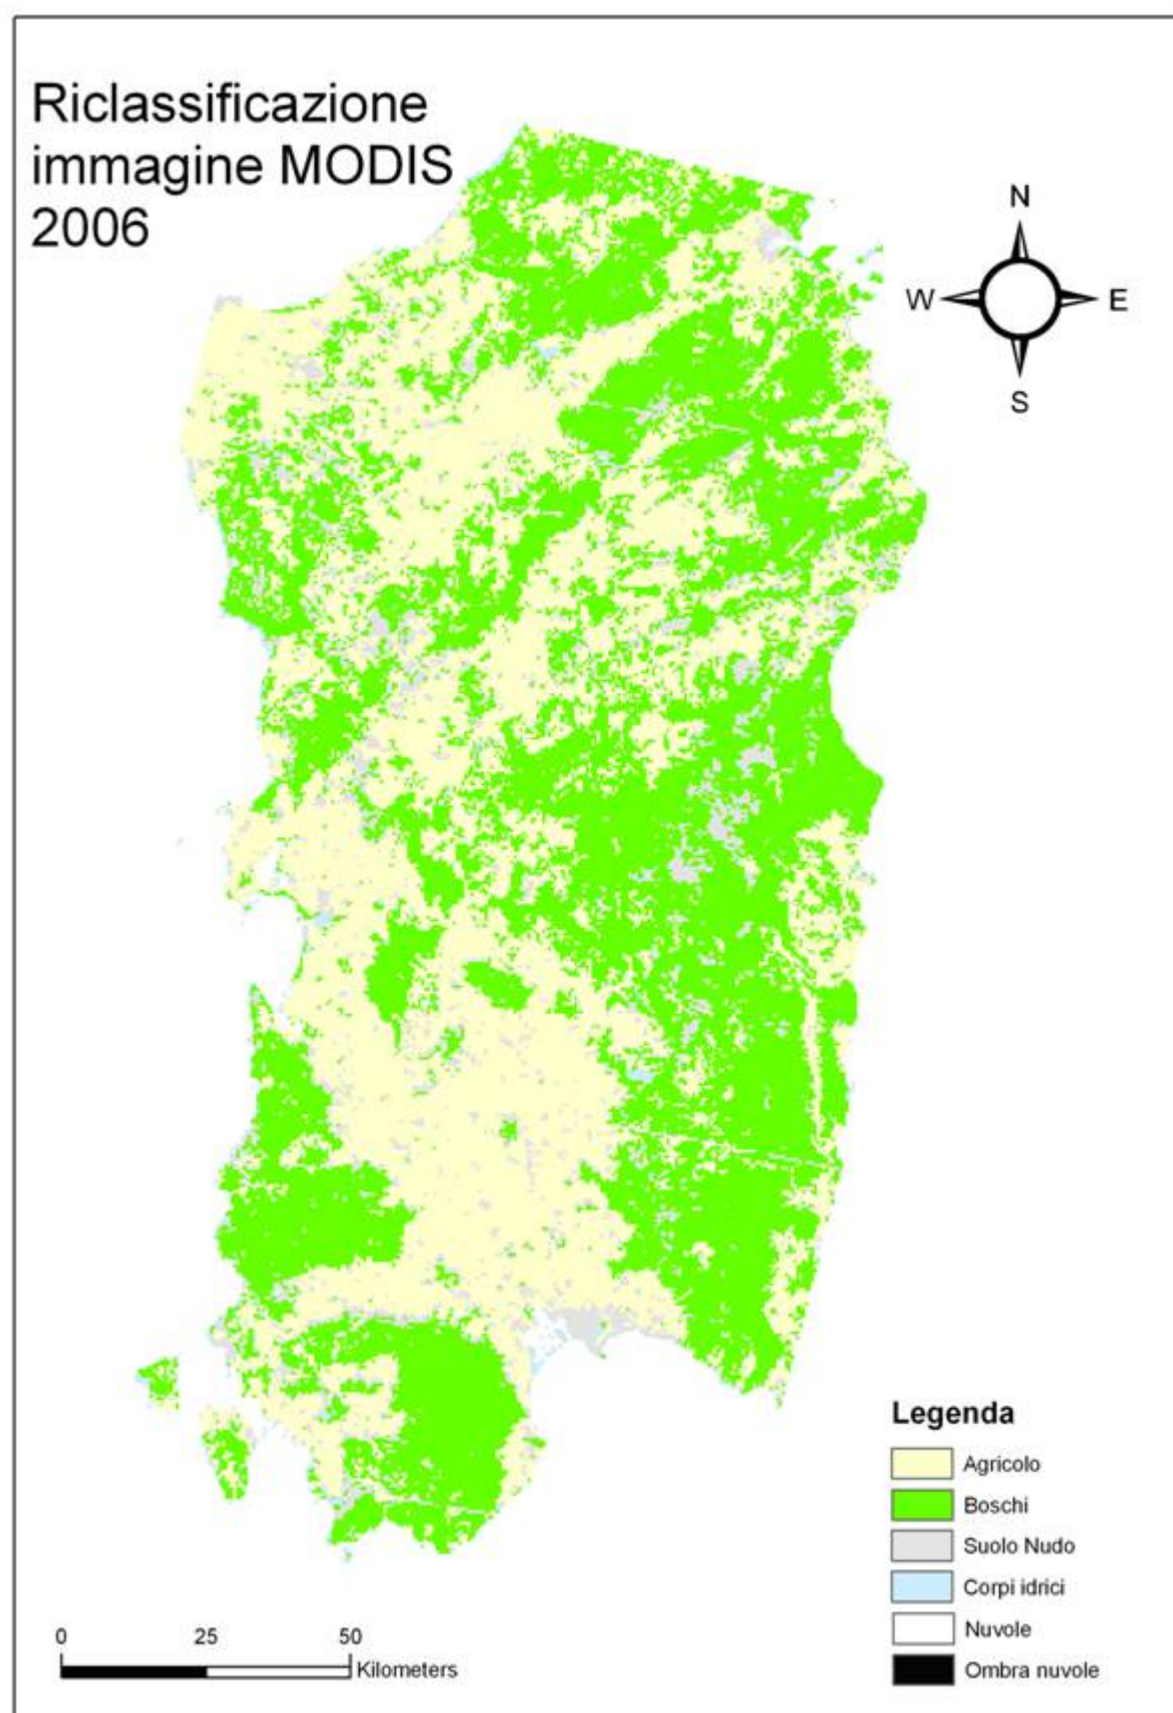 Riclassificazione
immagine MODIS
2006
N
W E
S
Legenda
Agricolo
Boschi
Suolo Nudo
Corpi idrici
Nuvole
Ombra nuvole
0 25 50
Kilometers